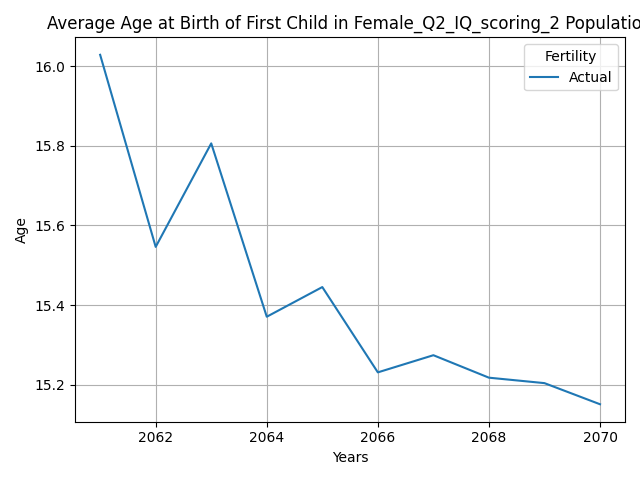 Average Age at Birth of First Child in Female_Q2_IQ_scoring_2 Populatio
Fertility
Actual
16.0
15.8
15.6
15.4
15.2
Age
2062 2064 2066 2068 2070
Years